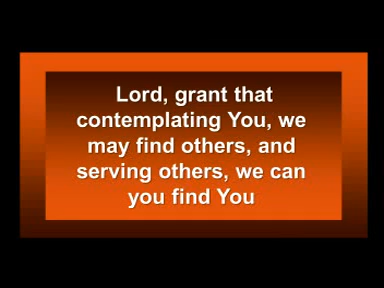 Lord, grant that
contemplating You, we
may find others, and
serving others, we can
you find You